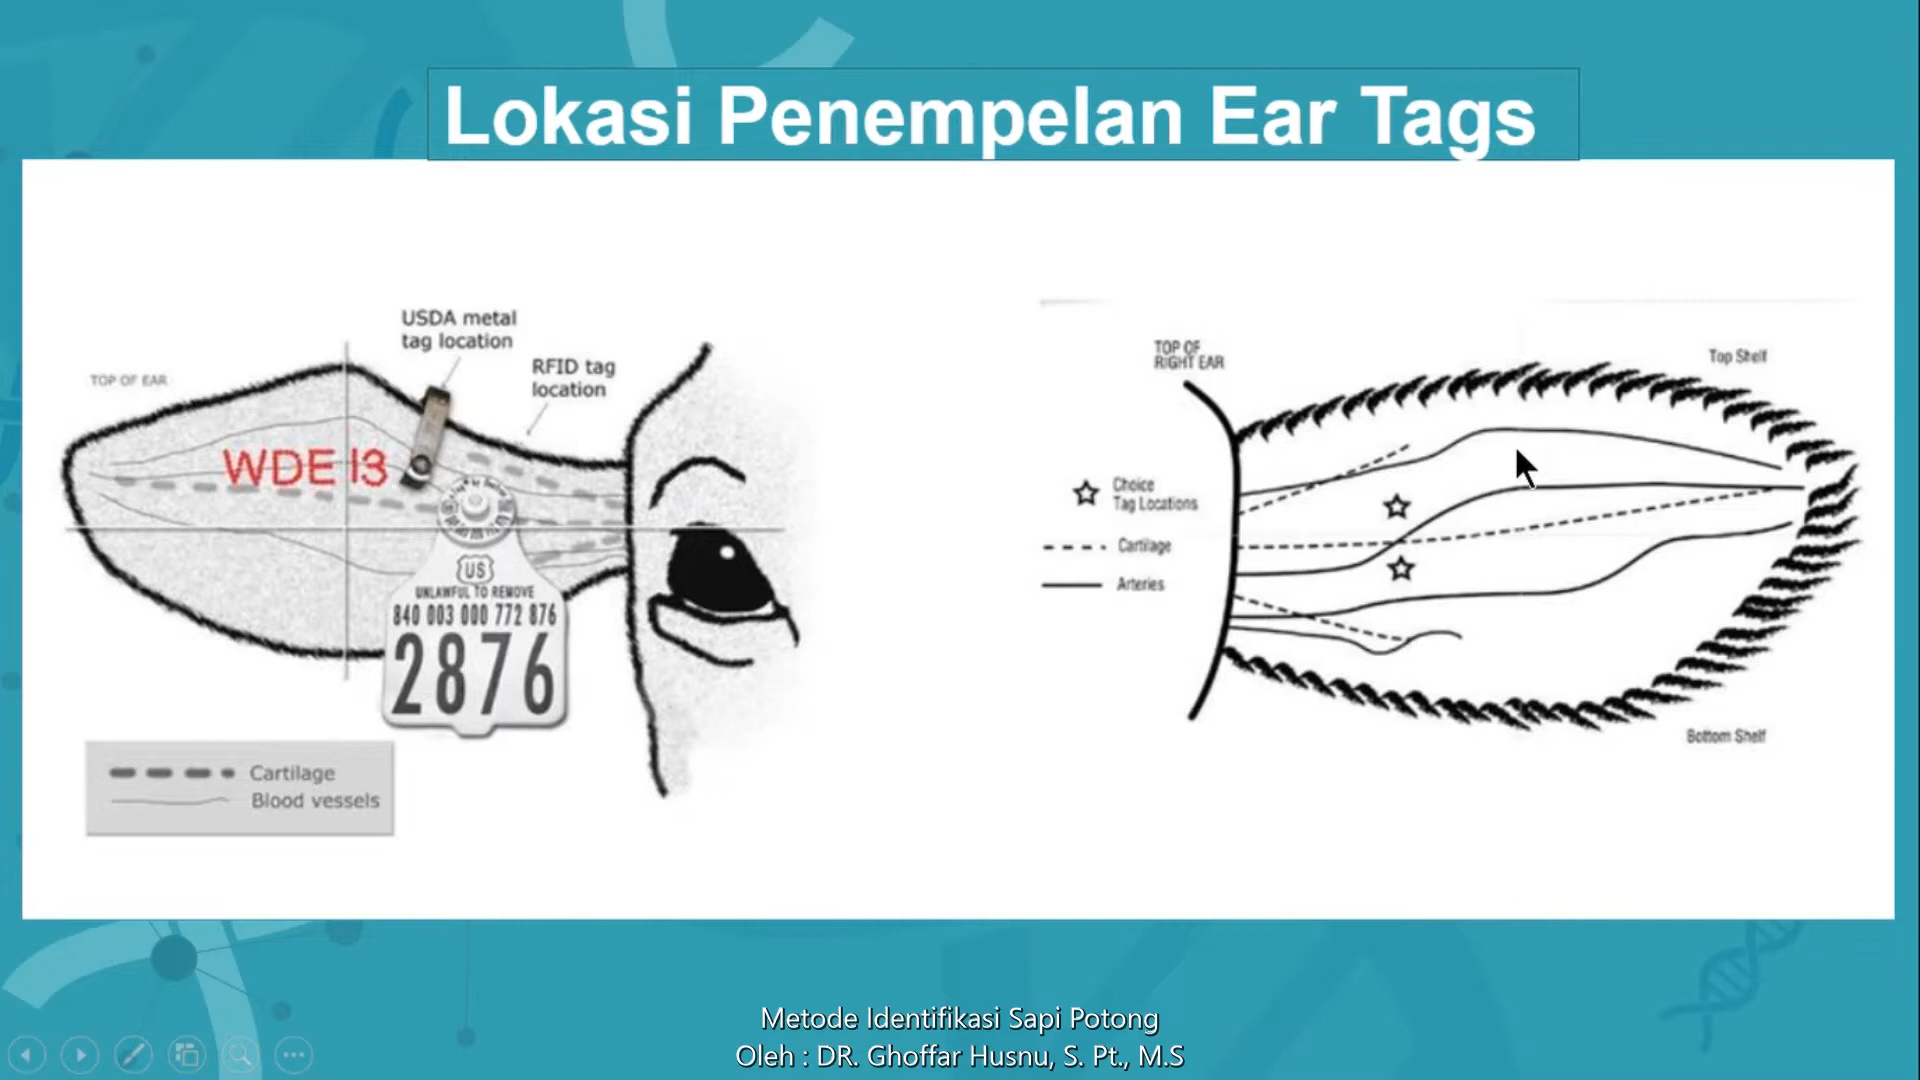 Lokasi Penempelan Ear Tags
USDA metal
tag location
RFID tag
location
TOP OF EAR
WDE I3
US
UNLAWFUL TO REMOVE
840 003 000 772 876
2876
Cartilage
Blood vessels
TOP OF
RIGHT EAR
Top Shelf
Choice
Tag Locations
Cartilage
Arteries
Bottom Shelf
Metode Identifikasi Sapi Potong
Oleh : DR. Ghoffar Husnu, S. Pt., M.S